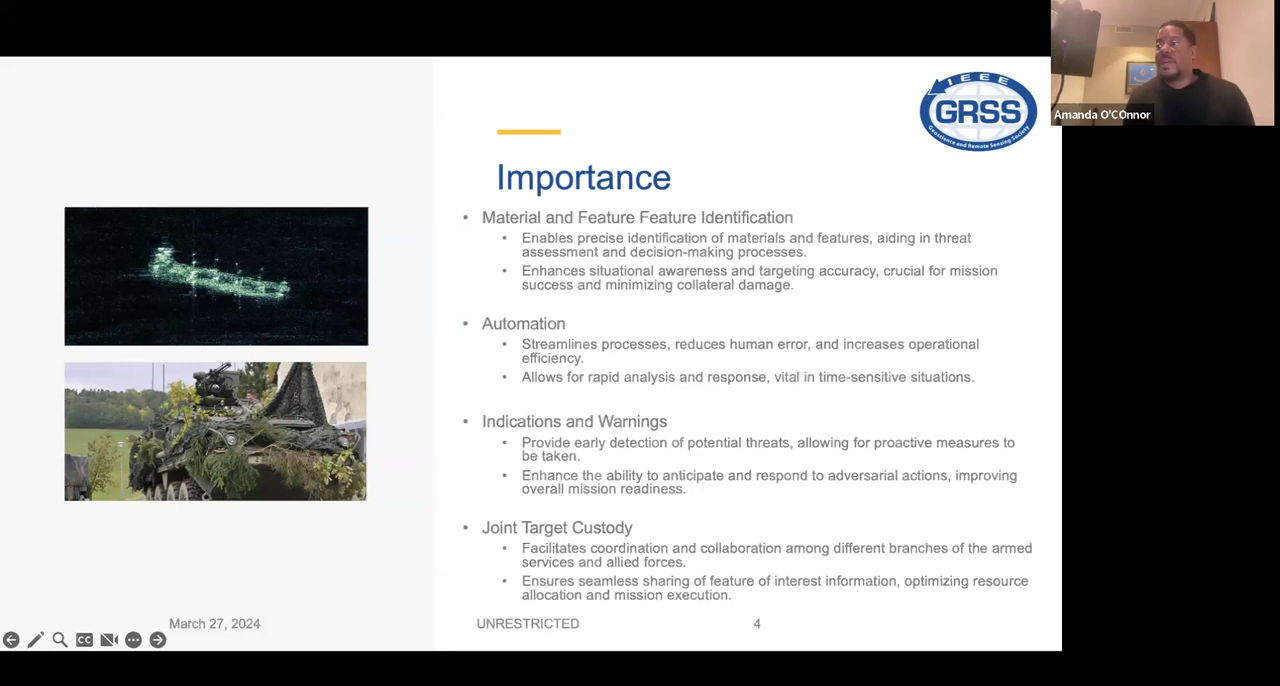 IEEE
GRSS
Geoscience and Remote Sensing Society
Amanda O'COnnor
Importance
• Material and Feature Feature Identification
• Enables precise identification of materials and features, aiding in threat
assessment and decision-making processes.
• Enhances situational awareness and targeting accuracy, crucial for mission
success and minimizing collateral damage.
• Automation
• Streamlines processes, reduces human error, and increases operational
efficiency.
• Allows for rapid analysis and response, vital in time-sensitive situations.
• Indications and Warnings
• Provide early detection of potential threats, allowing for proactive measures to
be taken.
• Enhance the ability to anticipate and respond to adversarial actions, improving
overall mission readiness.
• Joint Target Custody
• Facilitates coordination and collaboration among different branches of the armed
services and allied forces.
• Ensures seamless sharing of feature of interest information, optimizing resource
allocation and mission execution.
March 27, 2024
UNRESTRICTED
4
CC